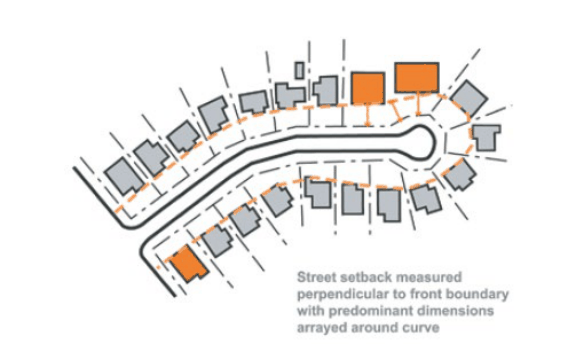 Street setback measured
perpendicular to front boundary
with predominant dimensions
arrayed around curve